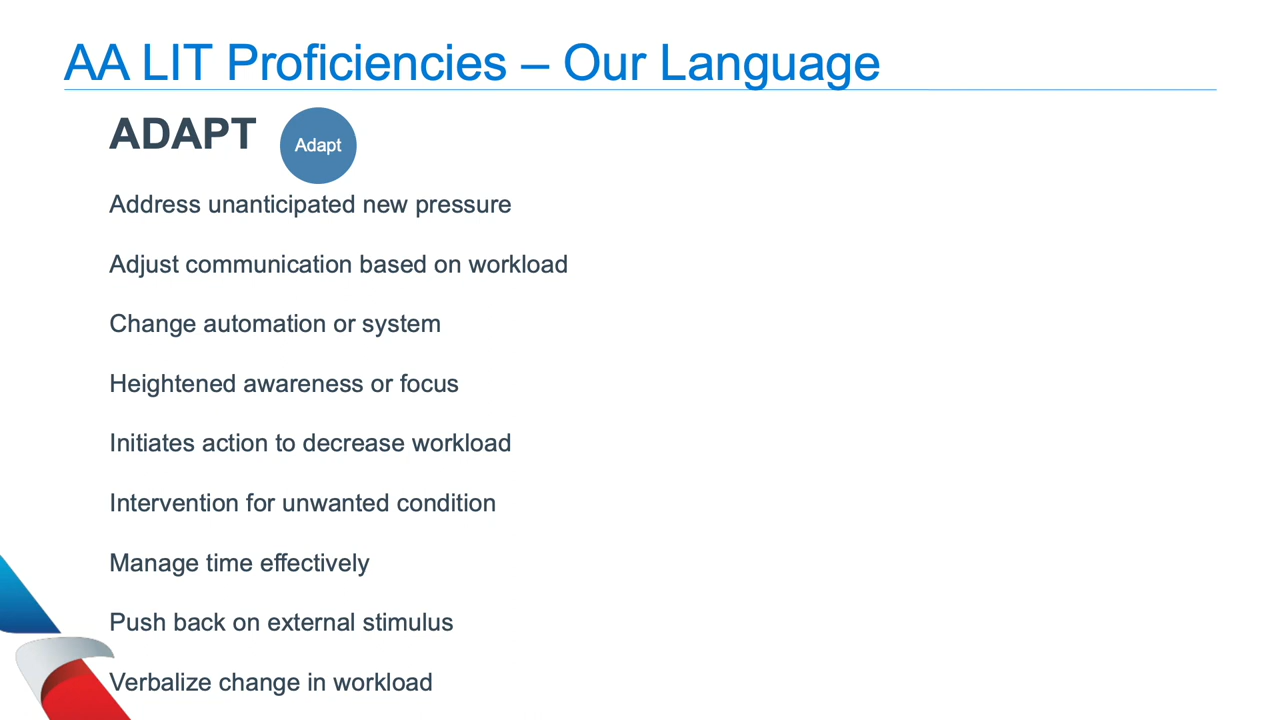 AA LIT Proficiencies – Our Language
ADAPT
Adapt
Address unanticipated new pressure
Adjust communication based on workload
Change automation or system
Heightened awareness or focus
Initiates action to decrease workload
Intervention for unwanted condition
Manage time effectively
Push back on external stimulus
Verbalize change in workload